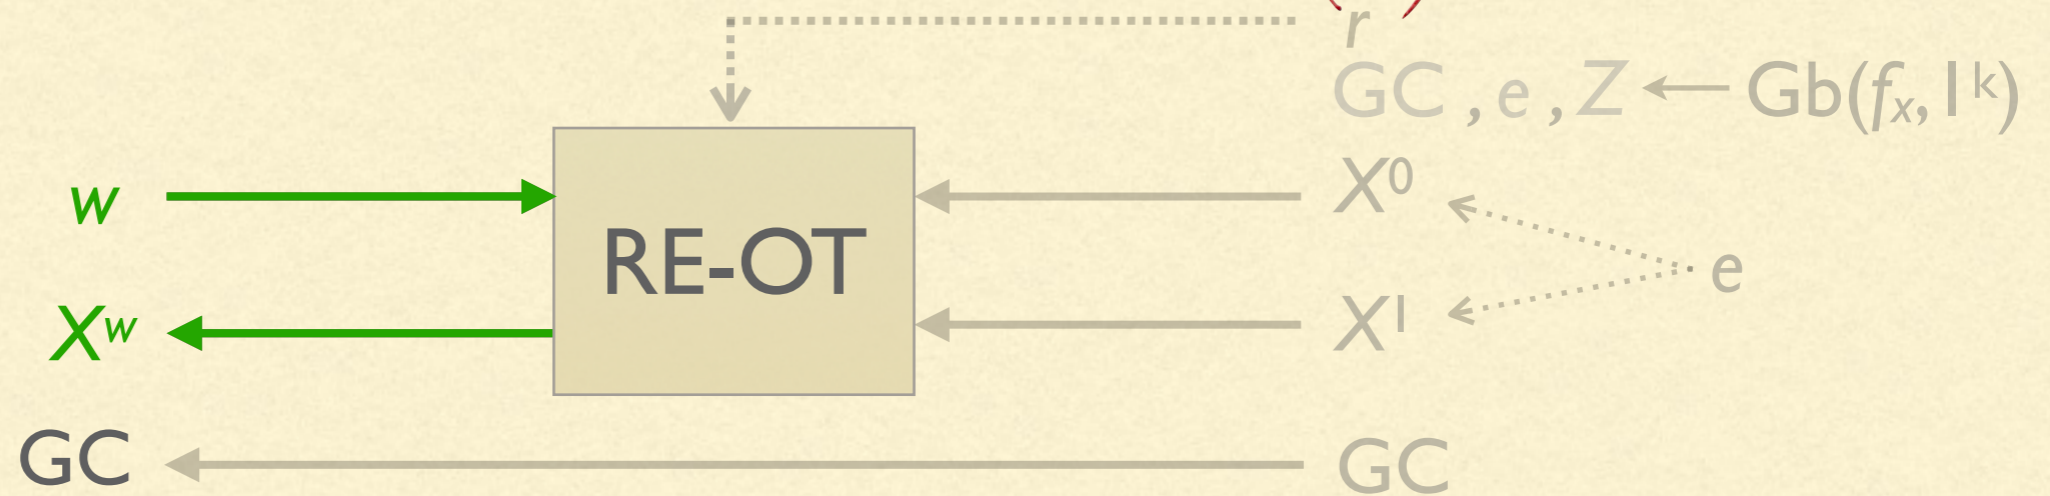 ( r )
GC , e , Z Gb(fₓ, 1ᵏ)
w X⁰
RE-OT e
Xʷ X¹
GC GC